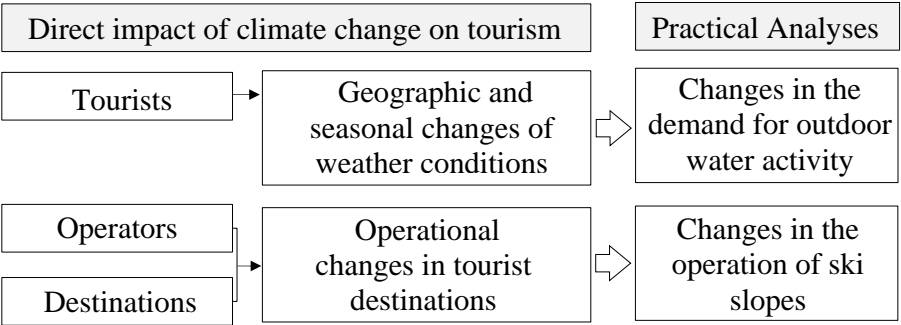 Direct impact of climate change on tourism
Practical Analyses
Tourists
Geographic and
seasonal changes of
weather conditions
Changes in the
demand for outdoor
water activity
Operators
Destinations
Operational
changes in tourist
destinations
Changes in the
operation of ski
slopes